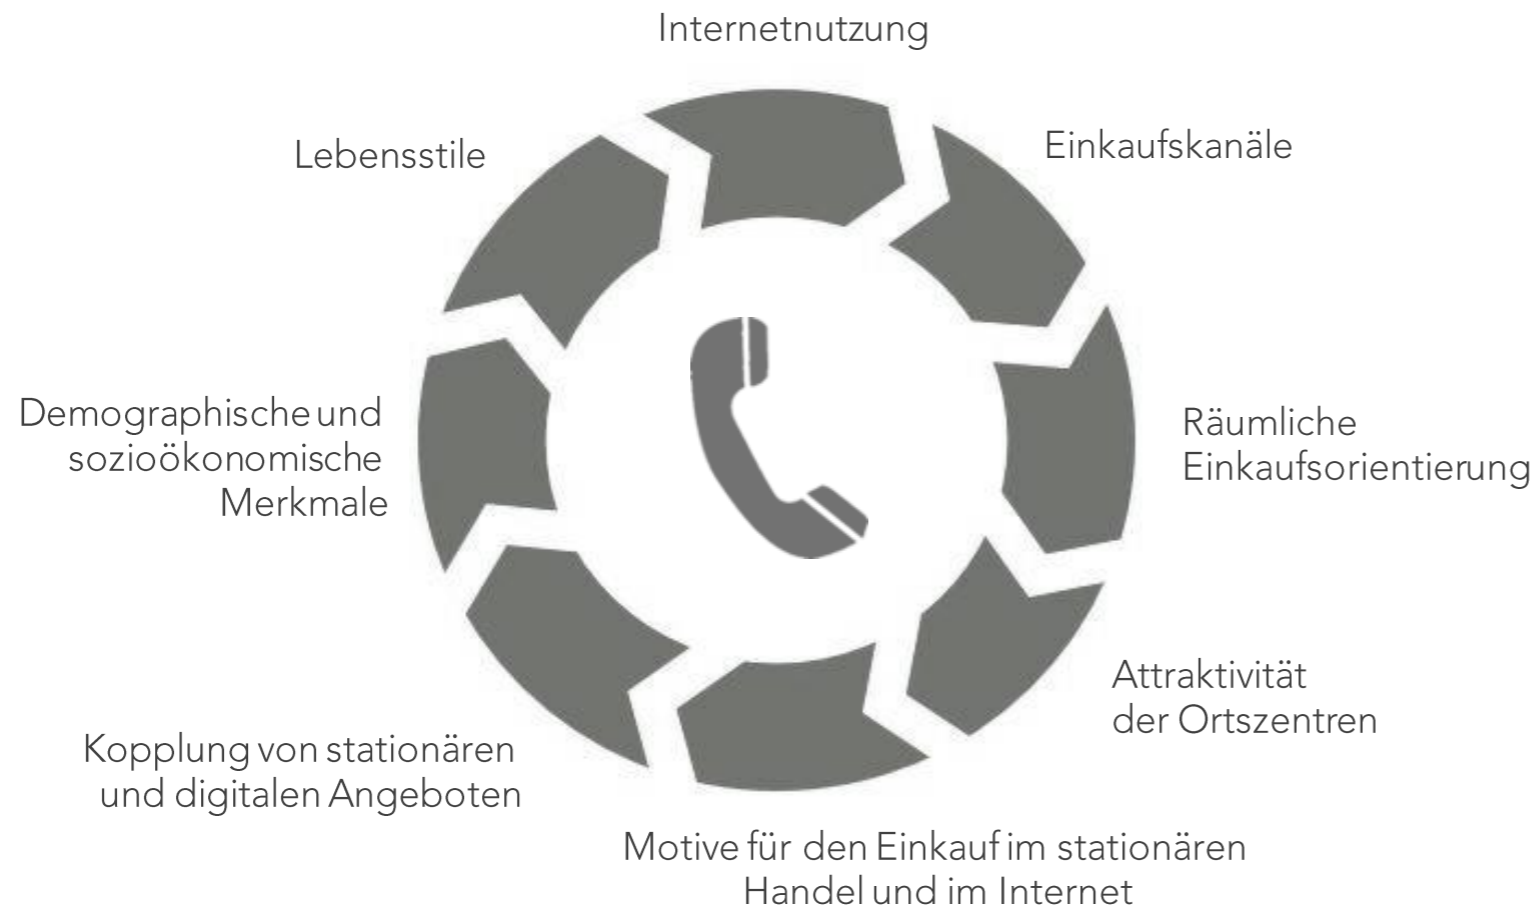 Internetnutzung
Einkaufskanäle
Räumliche
Einkaufsorientierung
Attraktivität
der Ortszentren
Motive für den Einkauf im stationären
Handel und im Internet
Kopplung von stationären
und digitalen Angeboten
Demographische und
sozioökonomische
Merkmale
Lebensstile